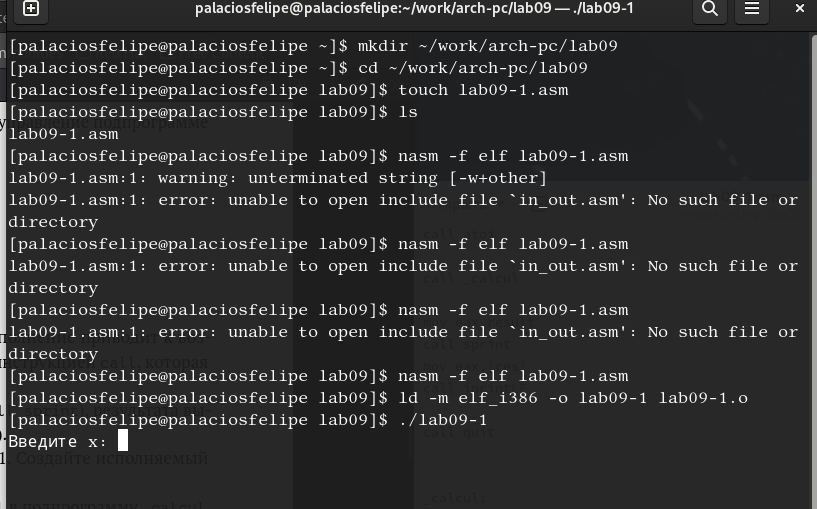 palaciosfelipe@palaciosfelipe:~/work/arch-pc/lab09 — ./lab09-1
[palaciosfelipe@palaciosfelipe ~]$ mkdir ~/work/arch-pc/lab09
[palaciosfelipe@palaciosfelipe ~]$ cd ~/work/arch-pc/lab09
[palaciosfelipe@palaciosfelipe lab09]$ touch lab09-1.asm
[palaciosfelipe@palaciosfelipe lab09]$ ls
lab09-1.asm
[palaciosfelipe@palaciosfelipe lab09]$ nasm -f elf lab09-1.asm
lab09-1.asm:1: warning: unterminated string [-w+other]
lab09-1.asm:1: error: unable to open include file `in_out.asm': No such file or
directory
[palaciosfelipe@palaciosfelipe lab09]$ nasm -f elf lab09-1.asm
lab09-1.asm:1: error: unable to open include file `in_out.asm': No such file or
directory
[palaciosfelipe@palaciosfelipe lab09]$ nasm -f elf lab09-1.asm
lab09-1.asm:1: error: unable to open include file `in_out.asm': No such file or
directory
[palaciosfelipe@palaciosfelipe lab09]$ nasm -f elf lab09-1.asm
[palaciosfelipe@palaciosfelipe lab09]$ ld -m elf_i386 -o lab09-1 lab09-1.o
[palaciosfelipe@palaciosfelipe lab09]$ ./lab09-1
Введите x: